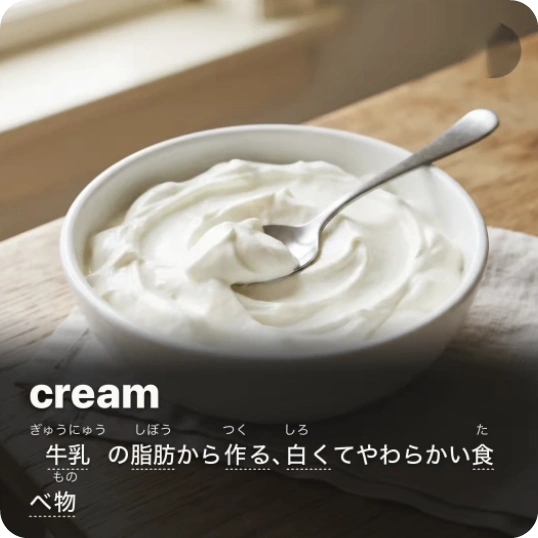 cream
ぎゅうにゅう しぼう つく しろ た
牛乳の脂肪から作る、白くてやわらかい食
もの
べ物